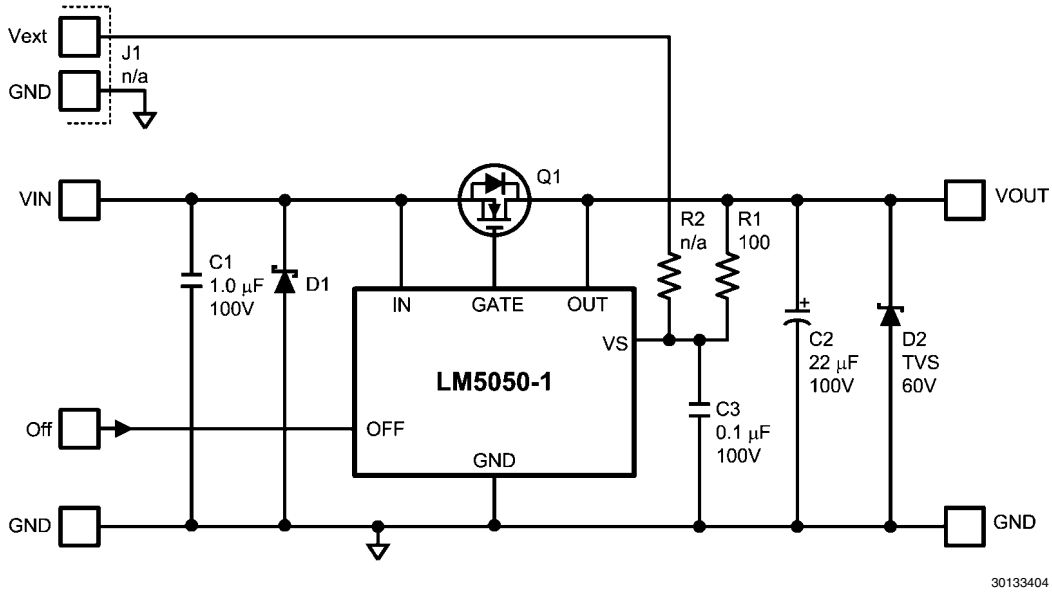 Vext
J1
n/a
GND
VIN
Q1
VOUT
R2
n/a
R1
100
C1
1.0 µF
100V
D1
IN
GATE
OUT
VS
LM5050-1
+
C2
22 µF
100V
D2
TVS
60V
C3
0.1 µF
100V
Off
OFF
GND
GND
GND
30133404